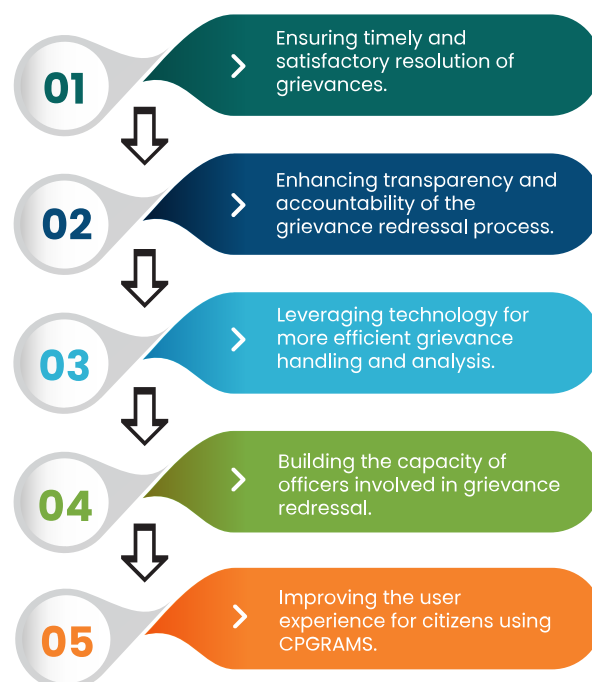 01
Ensuring timely and
satisfactory resolution of
grievances.
02
Enhancing transparency and
accountability of the
grievance redressal process.
03
Leveraging technology for
more efficient grievance
handling and analysis.
04
Building the capacity of
officers involved in grievance
redressal.
05
Improving the user
experience for citizens using
CPGRAMS.